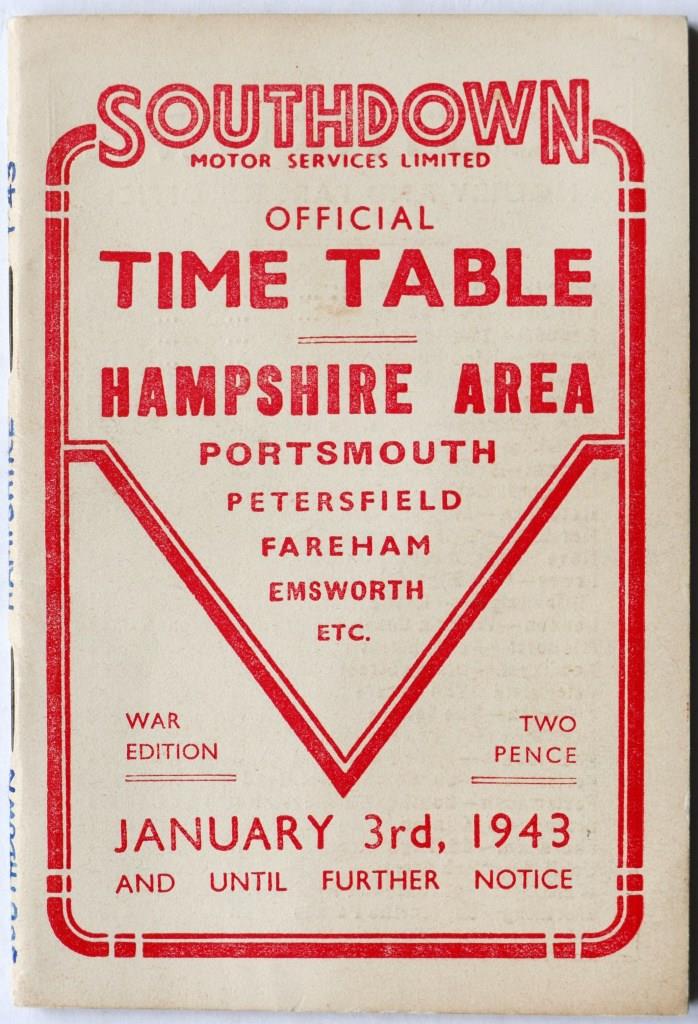 SOUTHDOWN
MOTOR SERVICES LIMITED
OFFICIAL
TIME TABLE
HAMPSHIRE AREA
PORTSMOUTH
PETERSFIELD
FAREHAM
EMSWORTH
ETC.
WAR
EDITION
TWO
PENCE
JANUARY 3rd, 1943
AND UNTIL FURTHER NOTICE